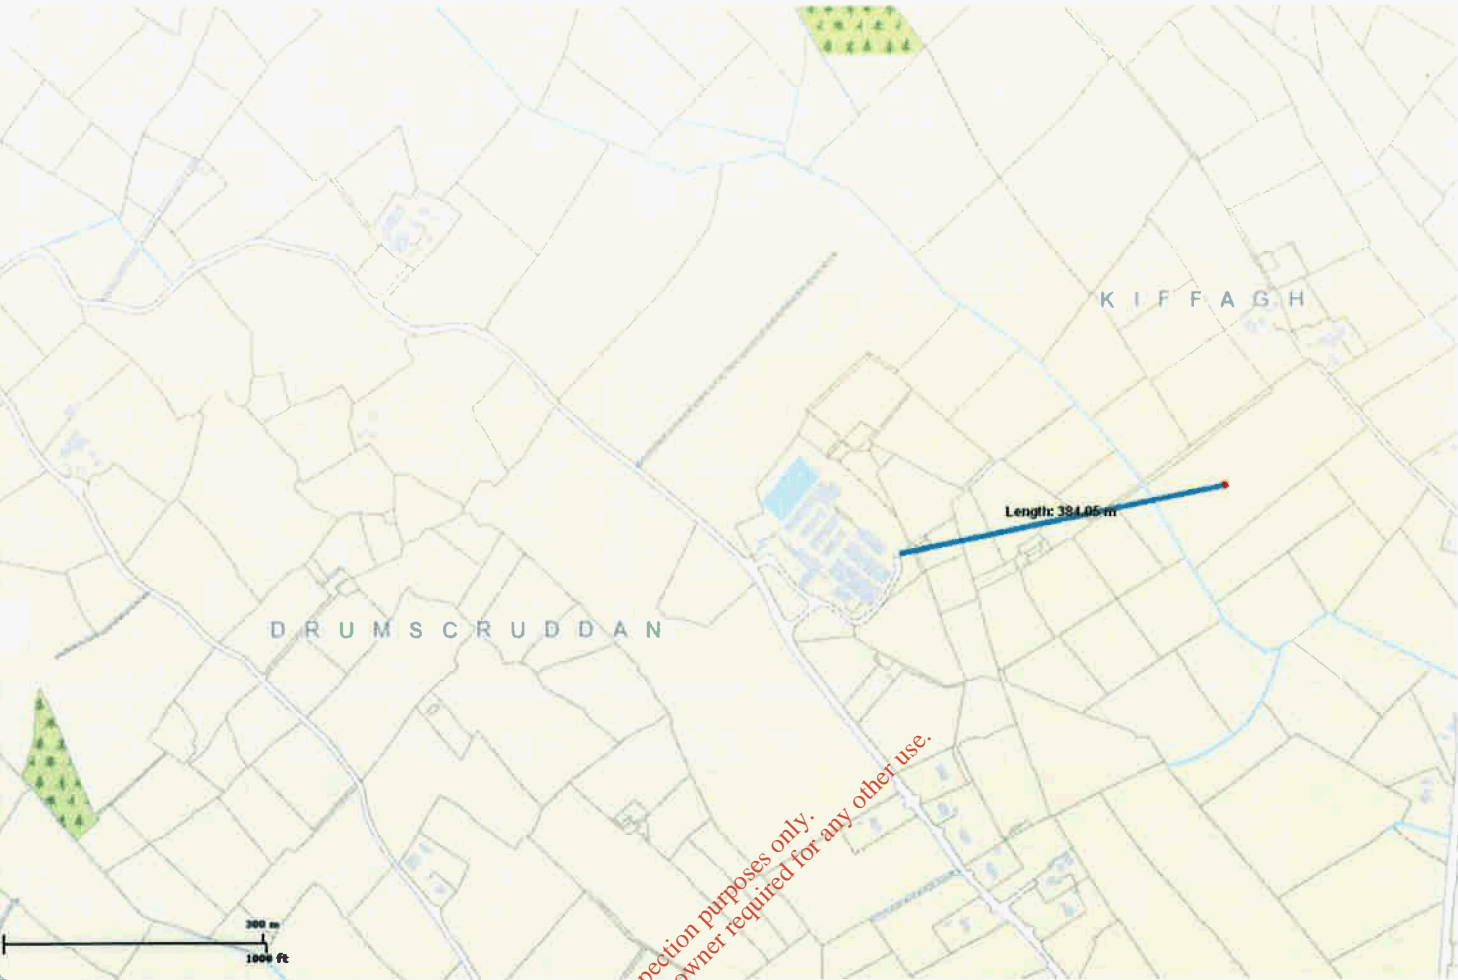 KIFFAGH
Length: 384.05 m
DRUMSCRUDDAN
pection purposes only.
owner required for any other use.
300 m
1000 ft